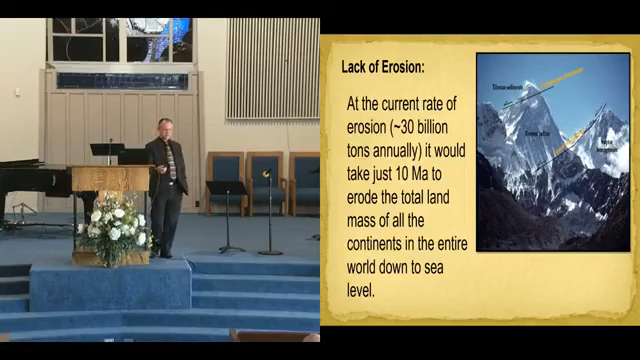 Lack of Erosion:
At the current rate of
erosion (~30 billion
tons annually) it would
take just 10 Ma to
erode the total land
mass of all the
continents in the entire
world down to sea
level.